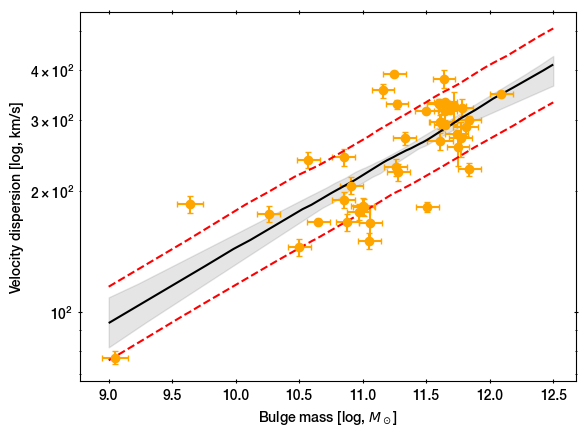 Velocity dispersion [log, km/s]
4 × 10²
3 × 10²
2 × 10²
10²
9.0 9.5 10.0 10.5 11.0 11.5 12.0 12.5
Bulge mass [log, M⊙]